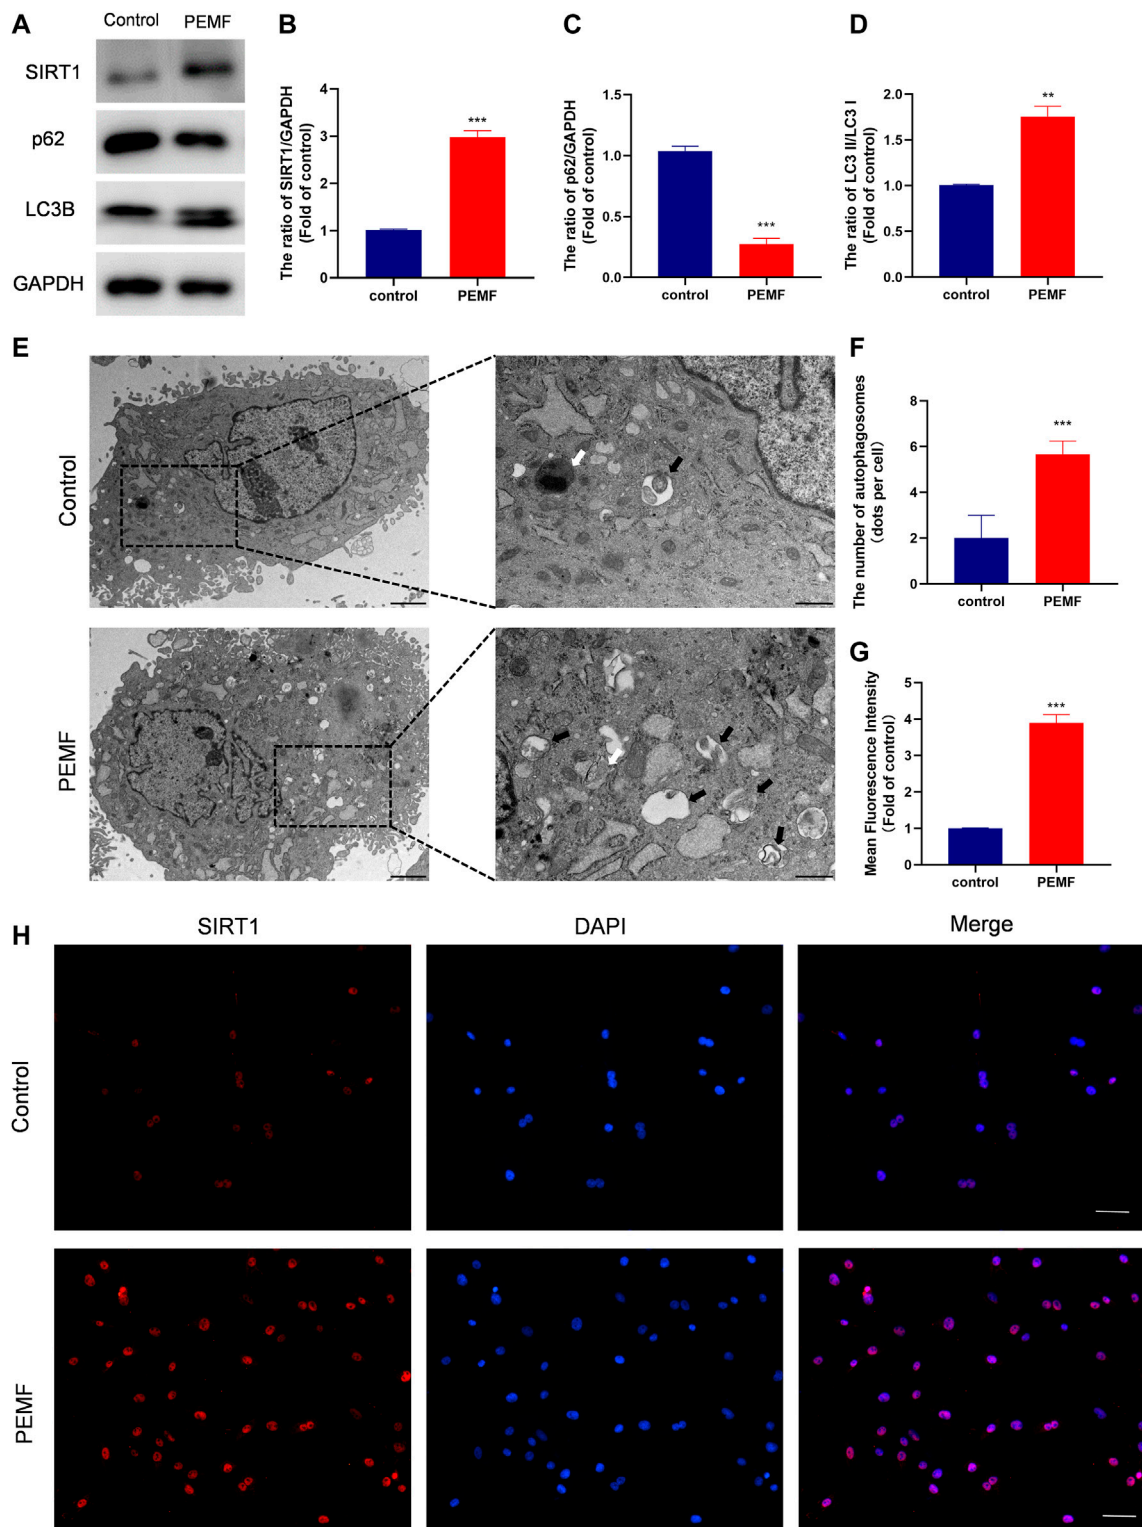 A
Control PEMF
SIRT1
p62
LC3B
GAPDH
B
The ratio of SIRT1/GAPDH
(Fold of control)
4
3
2
1
0
***
control PEMF
C
The ratio of p62/GAPDH
(Fold of control)
1.5
1.0
0.5
0.0
***
control PEMF
D
The ratio of LC3 II/LC3 I
(Fold of control)
2.0
1.5
1.0
0.5
0.0
**
control PEMF
E
Control
PEMF
F
The number of autophagosomes
(dots per cell)
8
6
4
2
0
***
control PEMF
G
Mean Fluorescence Intensity
(Fold of control)
5
4
3
2
1
0
***
control PEMF
H
SIRT1 DAPI Merge
Control
PEMF